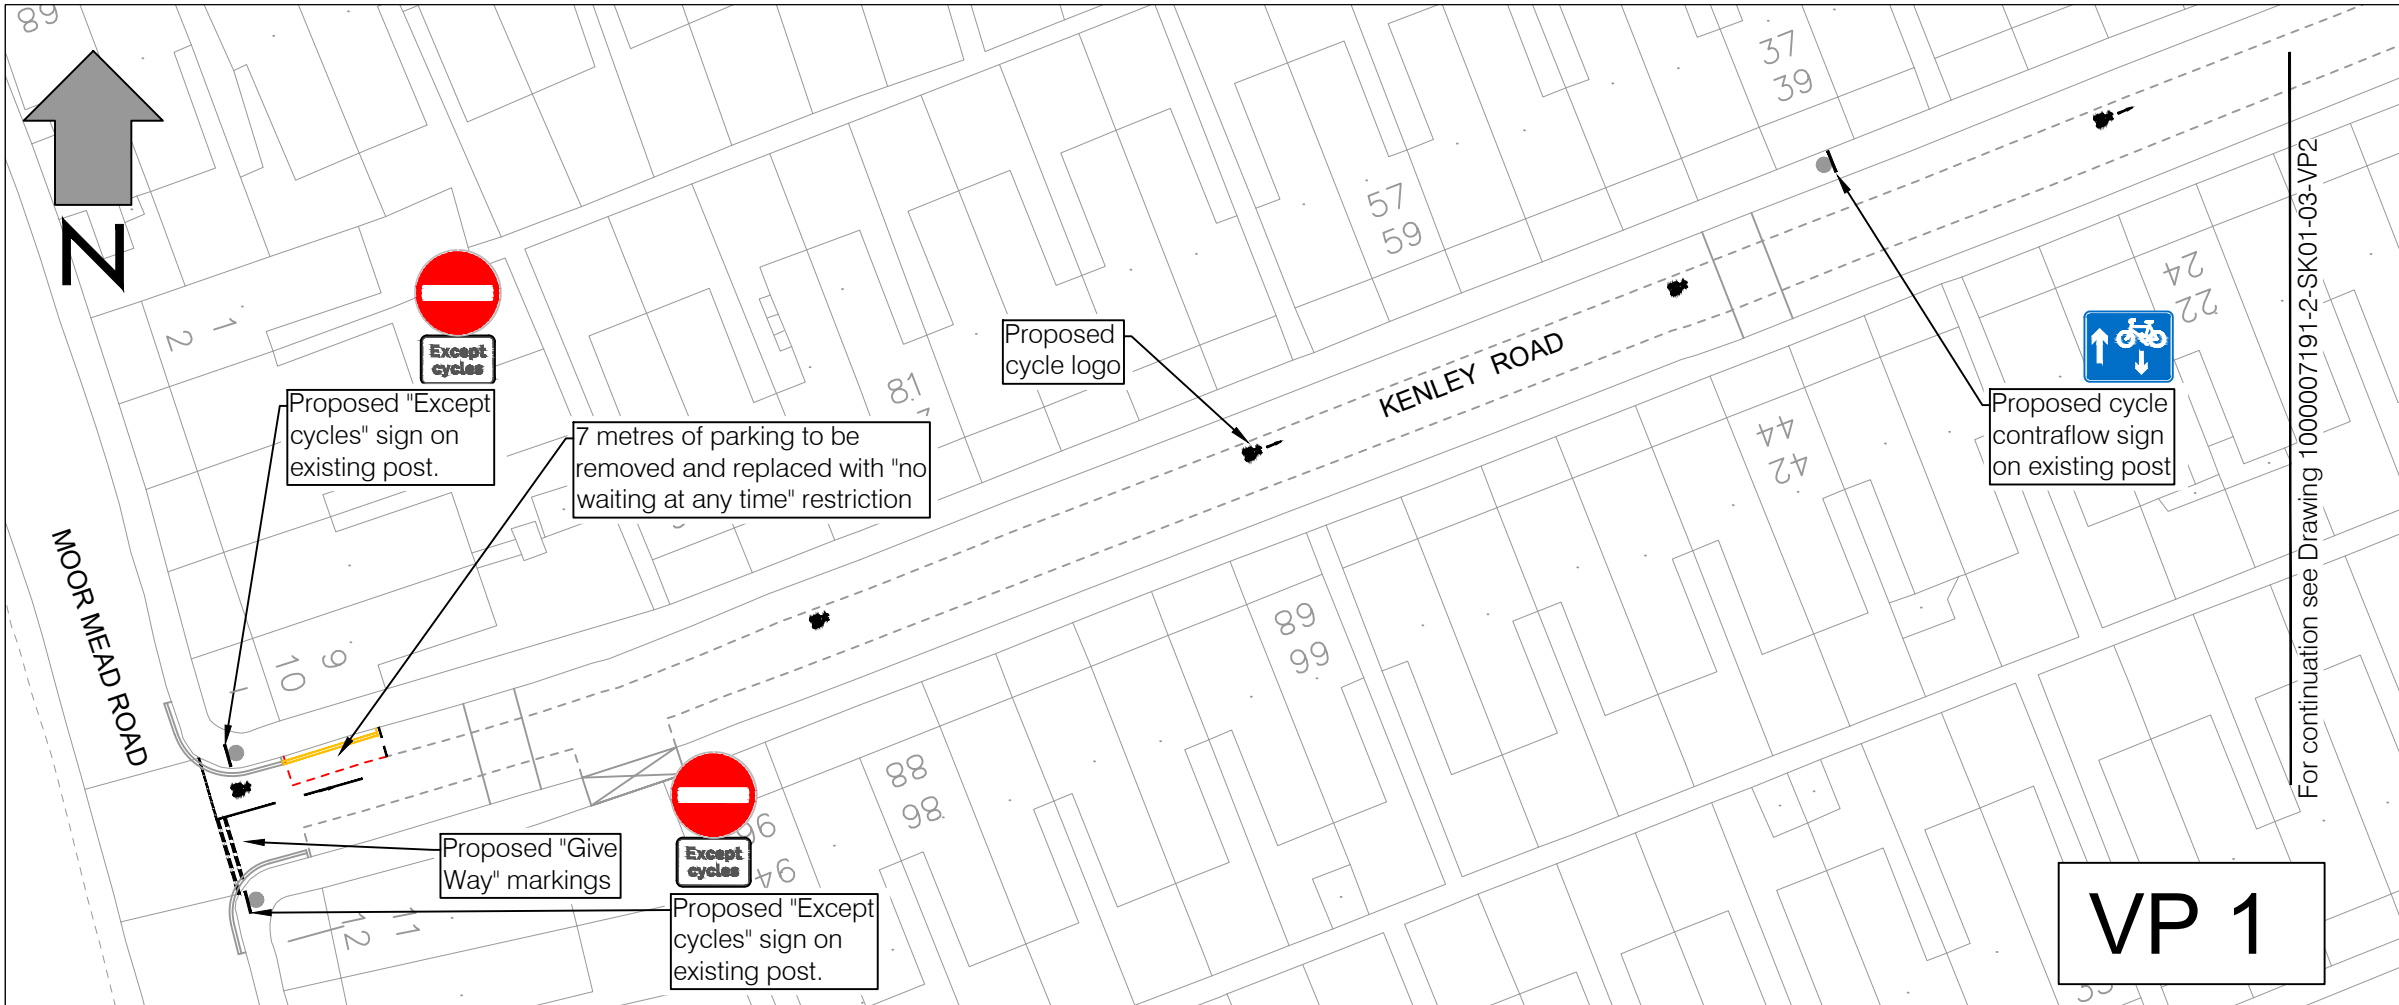 89
N
1
2
Except
cycles
Proposed "Except
cycles" sign on
existing post.
7 metres of parking to be
removed and replaced with "no
waiting at any time" restriction
Proposed
cycle logo
81
57
59
37
39
KENLEY ROAD
24
22
Proposed cycle
contraflow sign
on existing post
For continuation see Drawing 1000007191-2-SK01-03-VP2
44
42
MOOR MEAD ROAD
9
10
68
66
88
86
96
94
Except
cycles
Proposed "Give
Way" markings
Proposed "Except
cycles" sign on
existing post.
11
12
VP 1